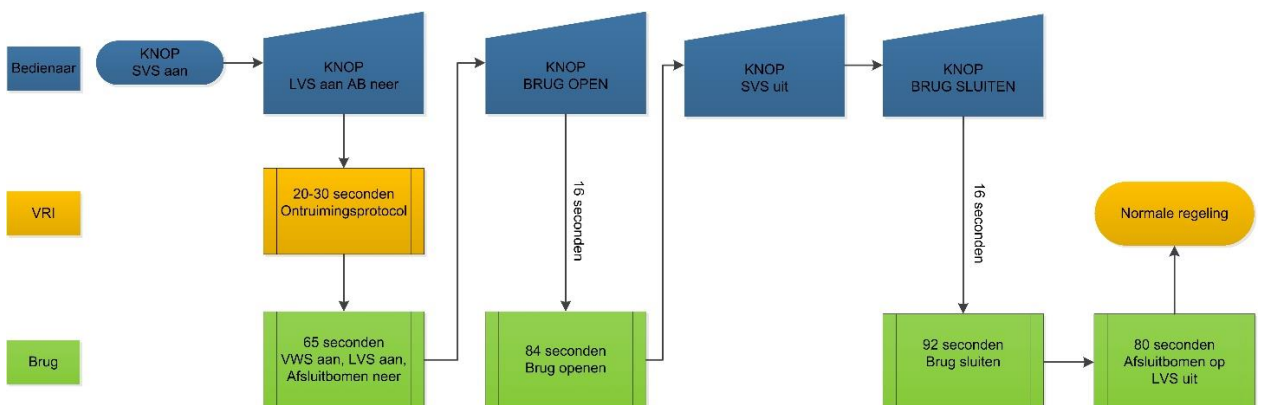 Bedienaar
KNOP
SVS aan
KNOP
LVS aan AB neer
KNOP
BRUG OPEN
KNOP
SVS uit
KNOP
BRUG SLUITEN
VRI
20-30 seconden
Ontruimingsprotocol
16 seconden
16 seconden
Normale regeling
Brug
65 seconden
VWS aan, LVS aan,
Afsluitbomen neer
84 seconden
Brug openen
92 seconden
Brug sluiten
80 seconden
Afsluitbomen op
LVS uit